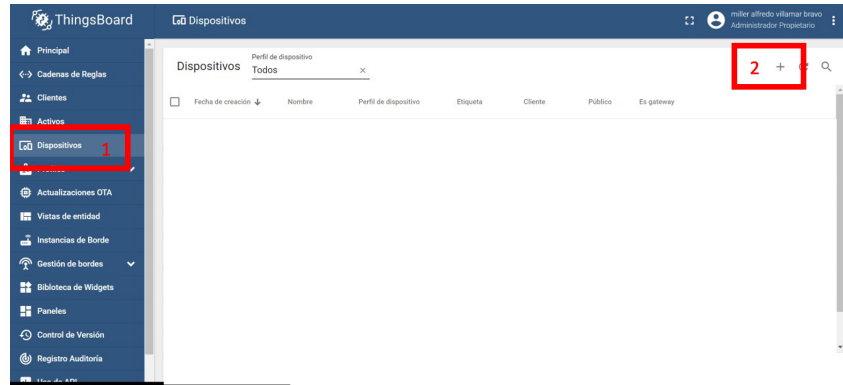 ThingsBoard
Dispositivos
miller alfredo villamar bravo
Administrador Propietario
Principal
Cadenas de Reglas
Clientes
Activos
Dispositivos
1
Actualizaciones OTA
Vistas de entidad
Instancias de Borde
Gestión de bordes
Bibloteca de Widgets
Paneles
Control de Versión
Registro Auditoría
Dispositivos
Perfil de dispositivo
Todos
2
Fecha de creación Nombre Perfil de dispositivo Etiqueta Cliente Público Es gateway